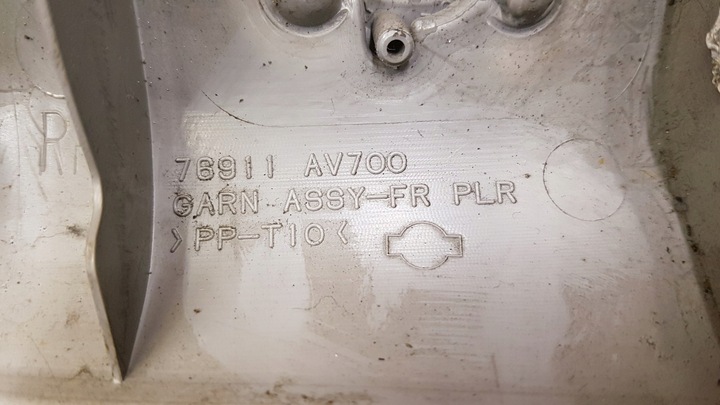 R
76911 AV700
GARN ASSY-FR PLR
>PP-T10<